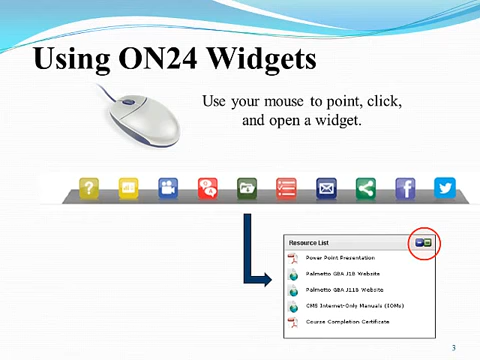 Using ON24 Widgets
Use your mouse to point, click,
and open a widget.
Resource List
Power Point Presentation
Palmetto GBA J1B Website
Palmetto GBA J11B Website
CMS Internet-Only Manuals (IOMs)
Course Completion Certificate
3